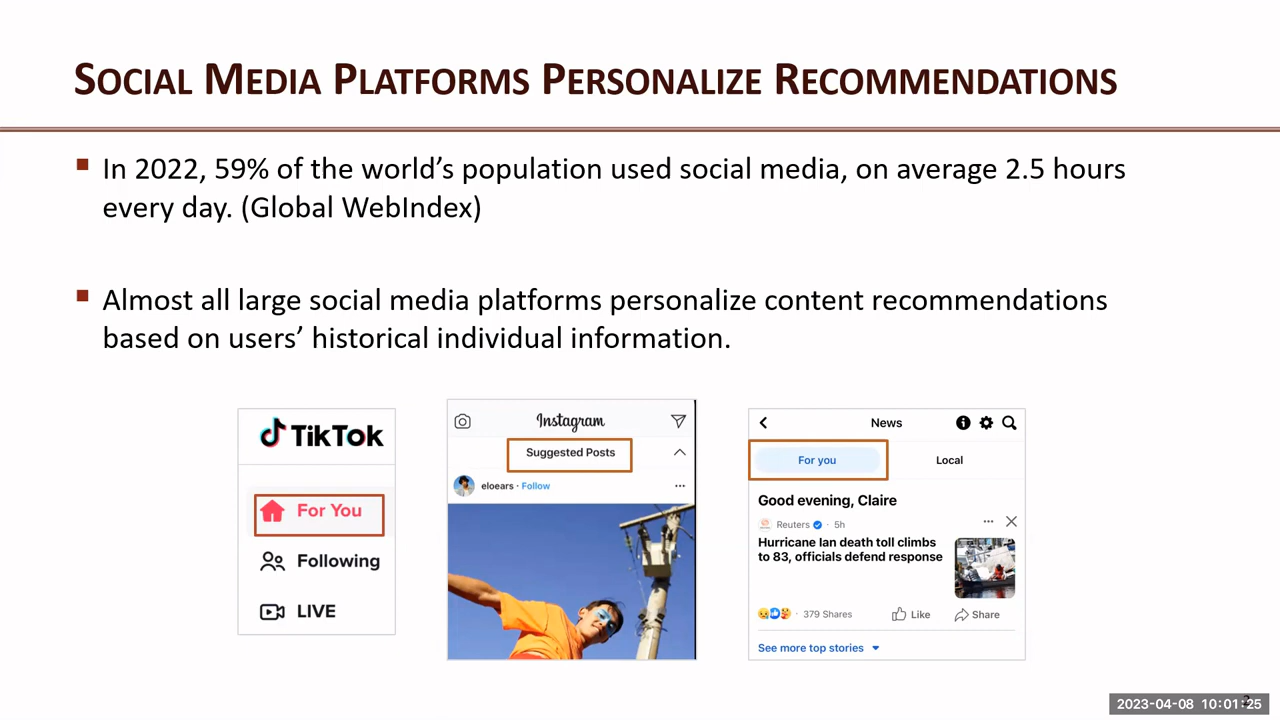 SOCIAL MEDIA PLATFORMS PERSONALIZE RECOMMENDATIONS
In 2022, 59% of the world's population used social media, on average 2.5 hours
every day. (Global WebIndex)
Almost all large social media platforms personalize content recommendations
based on users' historical individual information.
TikTok
For You
Following
LIVE
Instagram
Suggested Posts
eloears · Follow
News
For you
Local
Good evening, Claire
Reuters · 5h
Hurricane Ian death toll climbs
to 83, officials defend response
379 Shares
Like
Share
See more top stories
2023-04-08 10:01:25